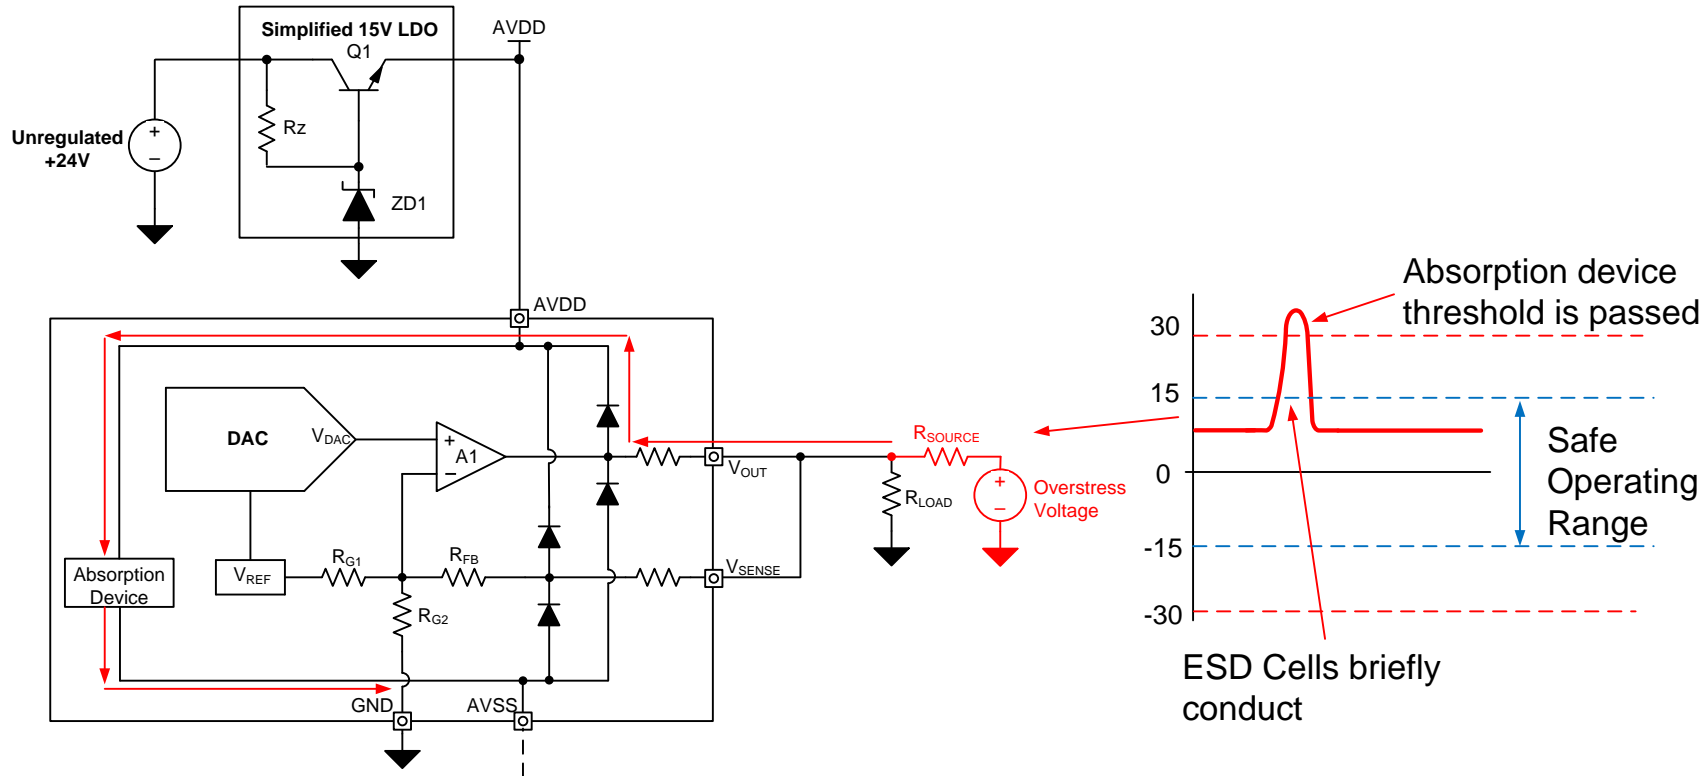 Simplified 15V LDO
Q1
AVDD
Rz
Unregulated
+24V
+
−
ZD1
AVDD
DAC
VDAC
+
A1
−
VOUT
RSOURCE
RLOAD
+
−
Overstress
Voltage
VREF
RG1
RFB
RG2
VSENSE
Absorption
Device
GND
AVSS
Absorption device
threshold is passed
30
15
0
-15
-30
Safe
Operating
Range
ESD Cells briefly
conduct